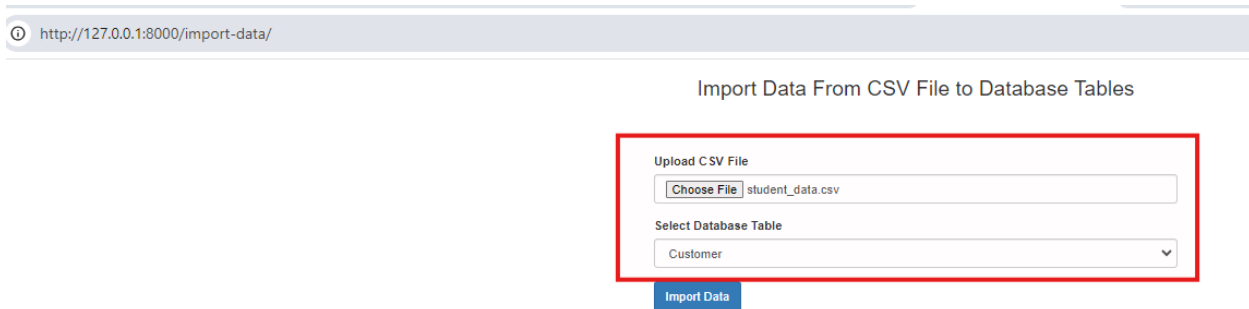 http://127.0.0.1:8000/import-data/
Import Data From CSV File to Database Tables
Upload CSV File
Choose File student_data.csv
Select Database Table
Customer
Import Data